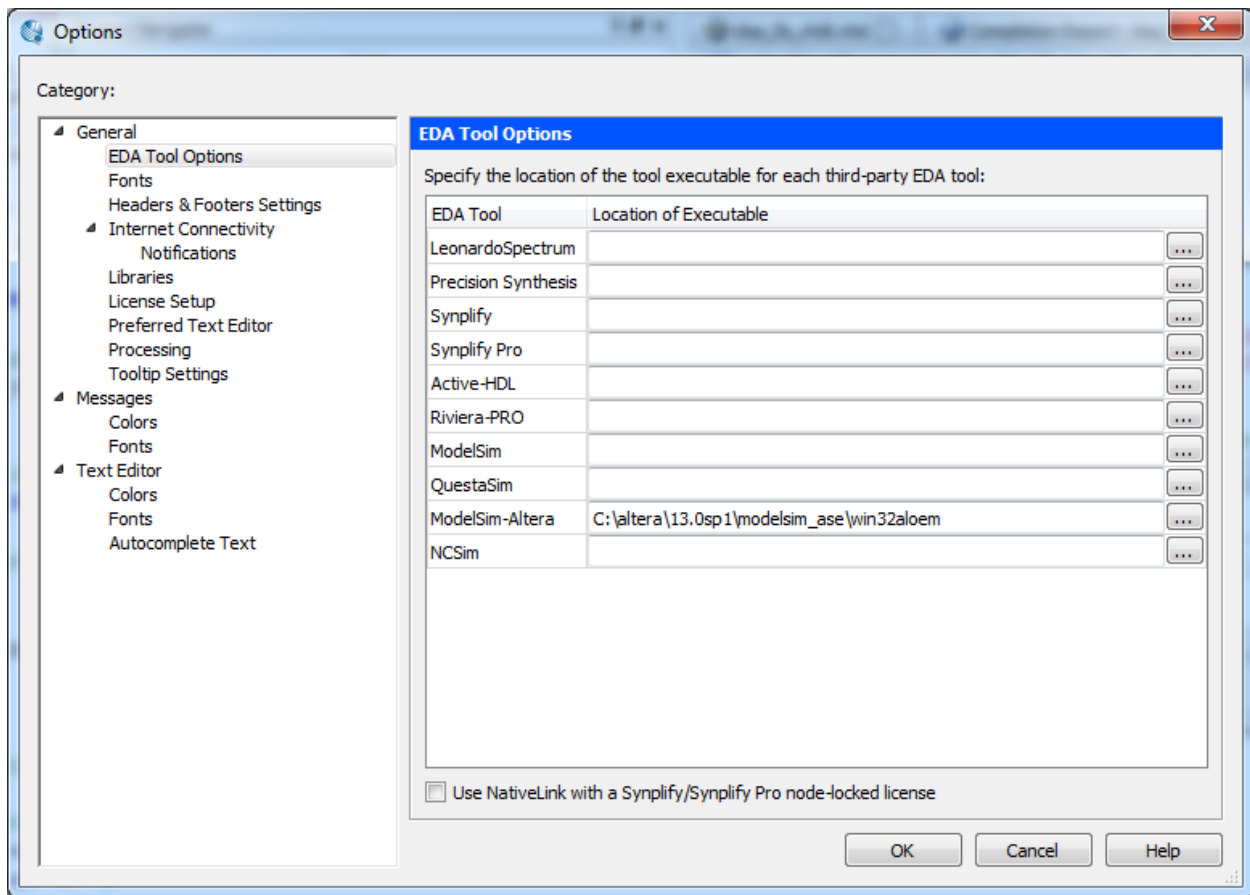 Options
Category:
General
EDA Tool Options
Fonts
Headers & Footers Settings
Internet Connectivity
Notifications
Libraries
License Setup
Preferred Text Editor
Processing
Tooltip Settings
Messages
Colors
Fonts
Text Editor
Colors
Fonts
Autocomplete Text
EDA Tool Options
Specify the location of the tool executable for each third-party EDA tool:
EDA Tool Location of Executable
LeonardoSpectrum ...
Precision Synthesis ...
Synplify ...
Synplify Pro ...
Active-HDL ...
Riviera-PRO ...
ModelSim ...
QuestaSim ...
ModelSim-Altera C:\altera\13.0sp1\modelsim_ase\win32aloem ...
NCSim ...
Use NativeLink with a Synplify/Synplify Pro node-locked license
OK Cancel Help